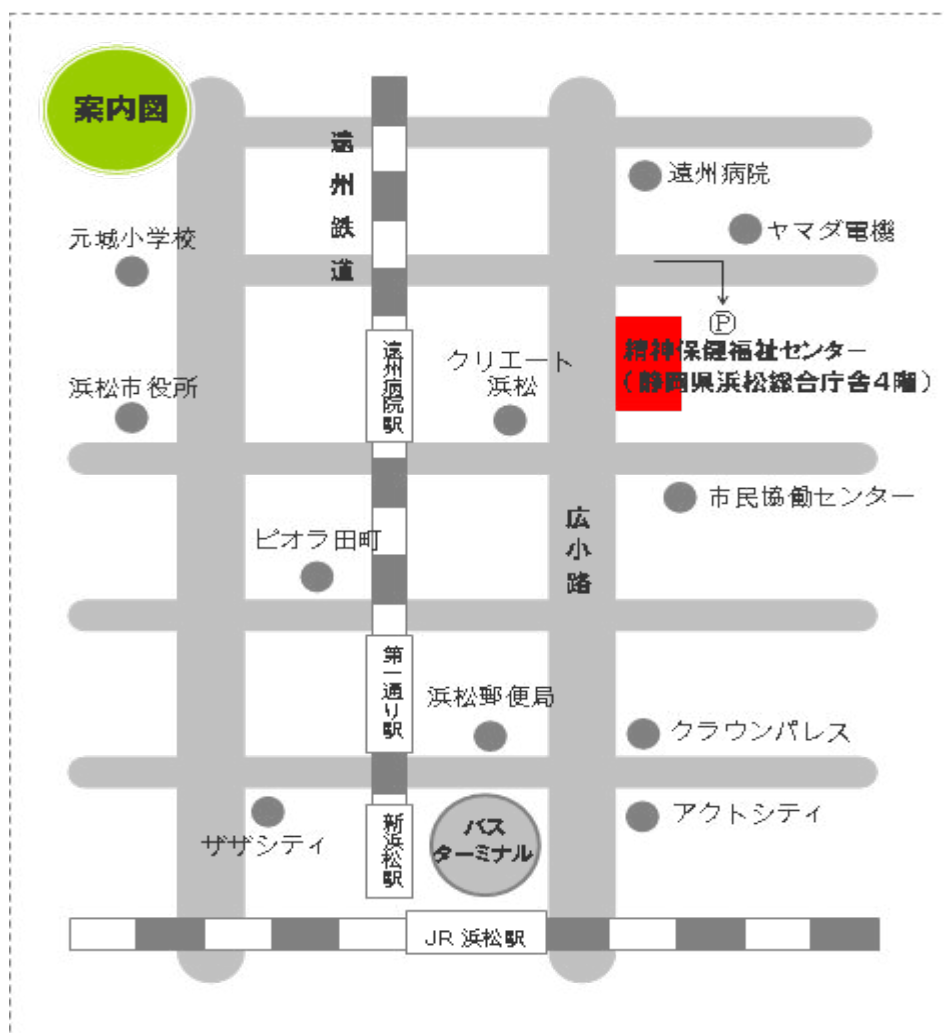 案内図
遠州鉄道
遠州病院
ヤマダ電機
元城小学校
Ⓟ
精神保健福祉センター
(静岡県浜松総合庁舎4階)
遠州病院駅
クリエート
浜松
浜松市役所
市民協働センター
広小路
ピオラ田町
第一通り駅
浜松郵便局
クラウンパレス
ザザシティ
新浜松駅
バス
ターミナル
アクトシティ
JR 浜松駅